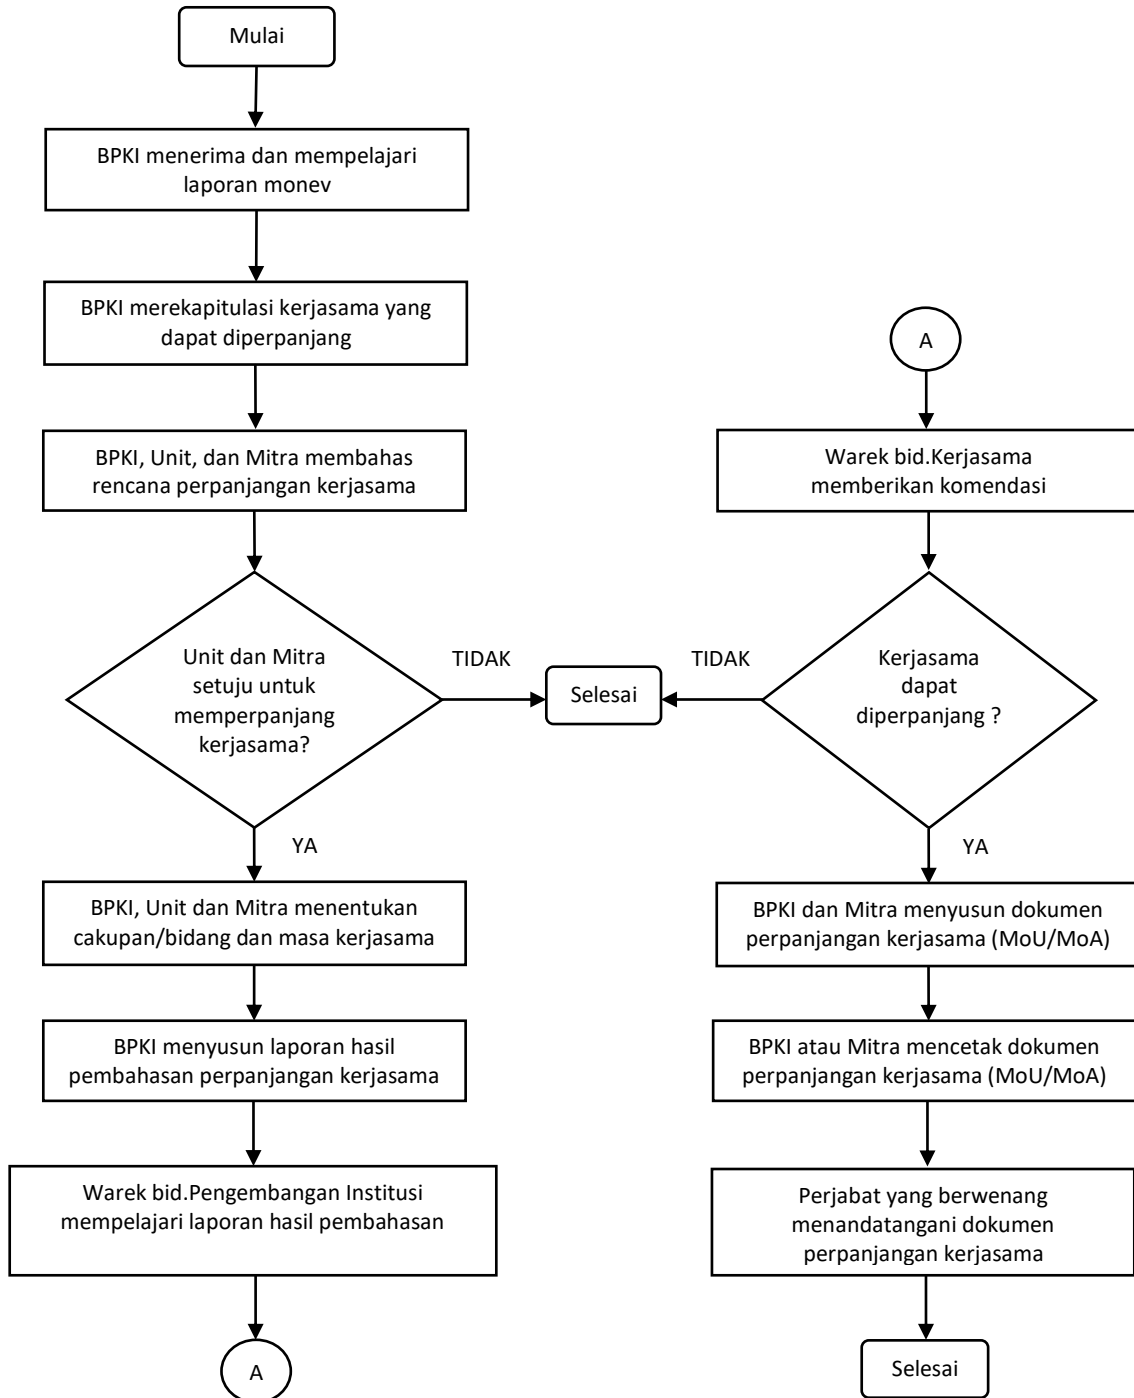 Mulai
BPKI menerima dan mempelajari
laporan monev
BPKI merekapitulasi kerjasama yang
dapat diperpanjang
BPKI, Unit, dan Mitra membahas
rencana perpanjangan kerjasama
Unit dan Mitra
setuju untuk
memperpanjang
kerjasama?
TIDAK
Selesai
YA
BPKI, Unit dan Mitra menentukan
cakupan/bidang dan masa kerjasama
BPKI menyusun laporan hasil
pembahasan perpanjangan kerjasama
Warek bid.Pengembangan Institusi
mempelajari laporan hasil pembahasan
A
A
Warek bid.Kerjasama
memberikan komendasi
Kerjasama
dapat
diperpanjang ?
TIDAK
YA
BPKI dan Mitra menyusun dokumen
perpanjangan kerjasama (MoU/MoA)
BPKI atau Mitra mencetak dokumen
perpanjangan kerjasama (MoU/MoA)
Perjabat yang berwenang
menandatangani dokumen
perpanjangan kerjasama
Selesai